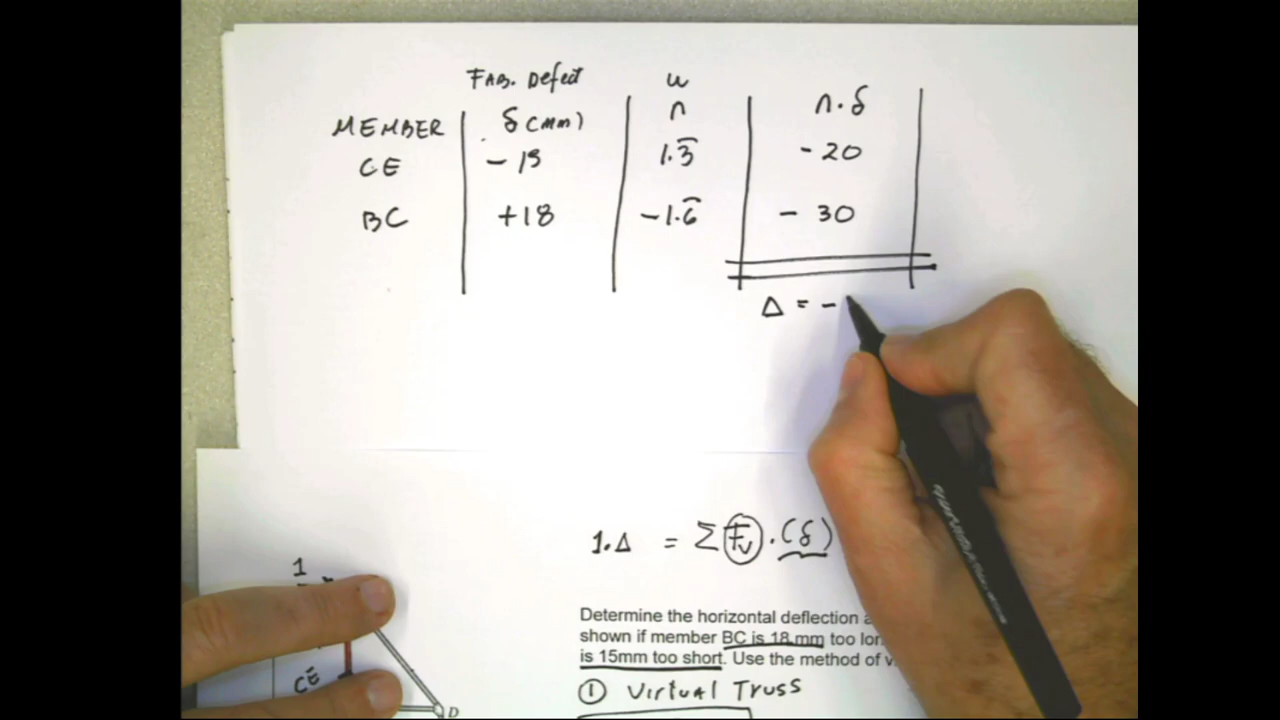 FAB. Defect u
MEMBER δ(mm) n n.δ
CE -15 1.3̅ -20
BC +18 -1.6̅ - 30
Δ = -
1.Δ = Σ Fv . (δ)
1
Determine the horizontal deflection
shown if member BC is 18 mm too
is 15mm too short. Use the method of
CE
① Virtual Truss
D